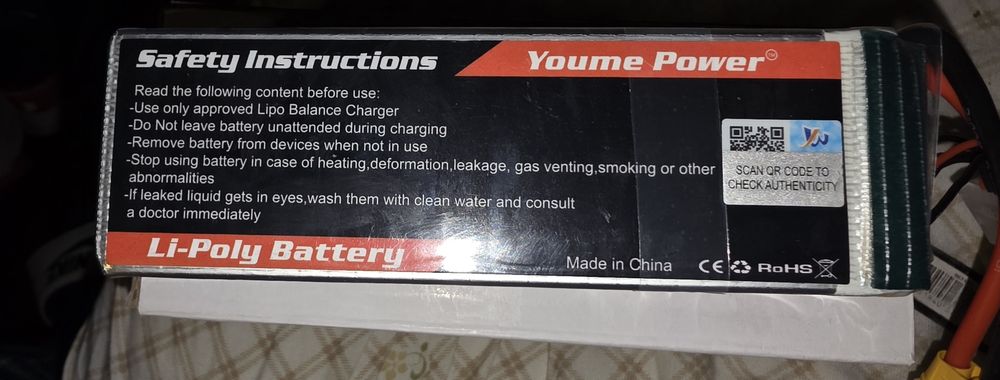 Safety Instructions
Youme Power
TM
Read the following content before use:
-Use only approved Lipo Balance Charger
-Do Not leave battery unattended during charging
-Remove battery from devices when not in use
-Stop using battery in case of heating,deformation,leakage, gas venting,smoking or other
abnormalities
-If leaked liquid gets in eyes,wash them with clean water and consult
a doctor immediately
SCAN QR CODE TO
CHECK AUTHENTICITY
Li-Poly Battery
Made in China
CE RoHS